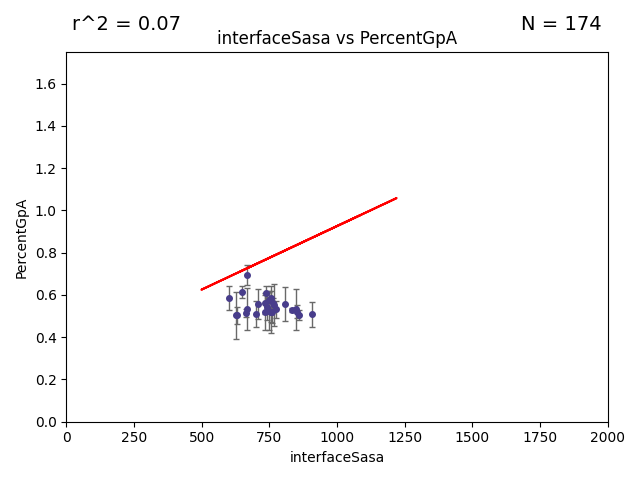 r^2 = 0.07
N = 174
interfaceSasa vs PercentGpA
PercentGpA
1.6
1.4
1.2
1.0
0.8
0.6
0.4
0.2
0.0
0 250 500 750 1000 1250 1500 1750 2000
interfaceSasa